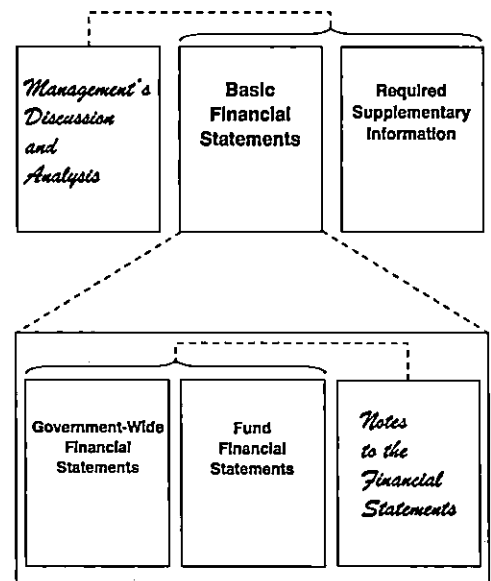 Management's
Discussion
and
Analysis
Basic
Financial
Statements
Required
Supplementary
Information
Government-Wide
Financial
Statements
Fund
Financial
Statements
Notes
to the
Financial
Statements